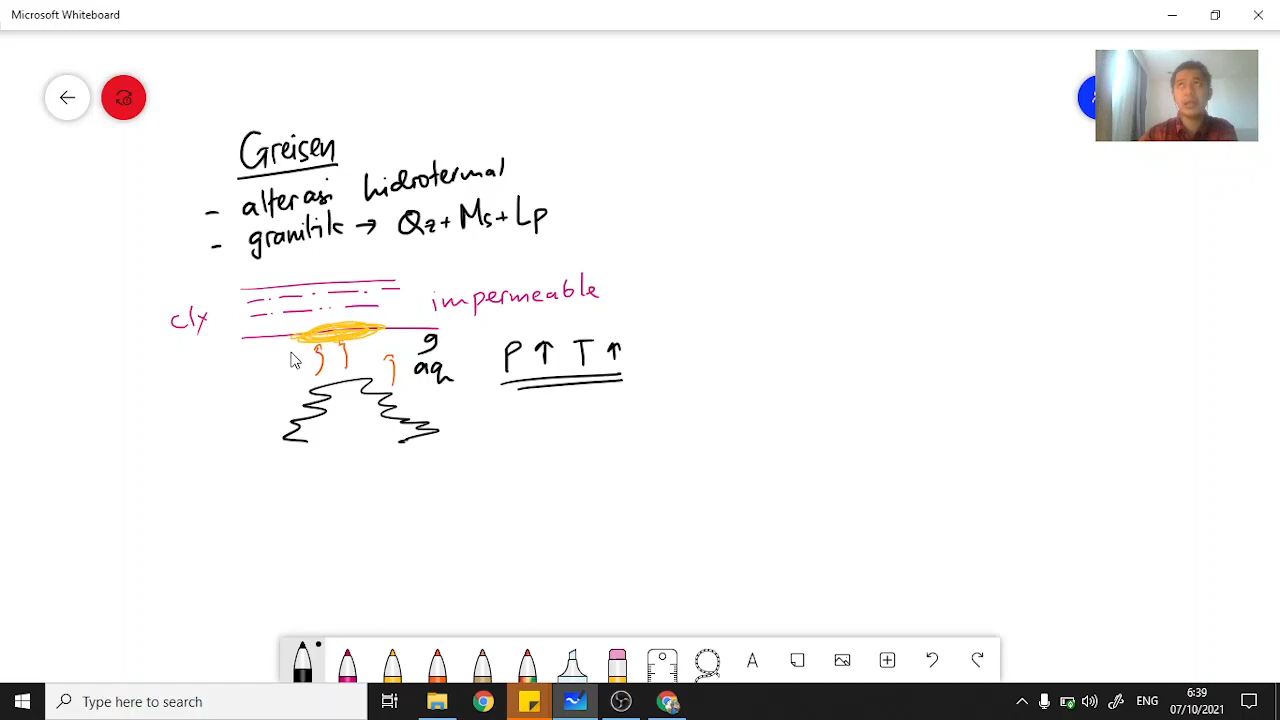 Microsoft Whiteboard
Greisen
- alterasi hidrotermal
- granitik → Qz + Ms + Lp
impermeable
cly
g
aq
P ↑ T ↑
A
Type here to search
ENG
6:39
07/10/2021